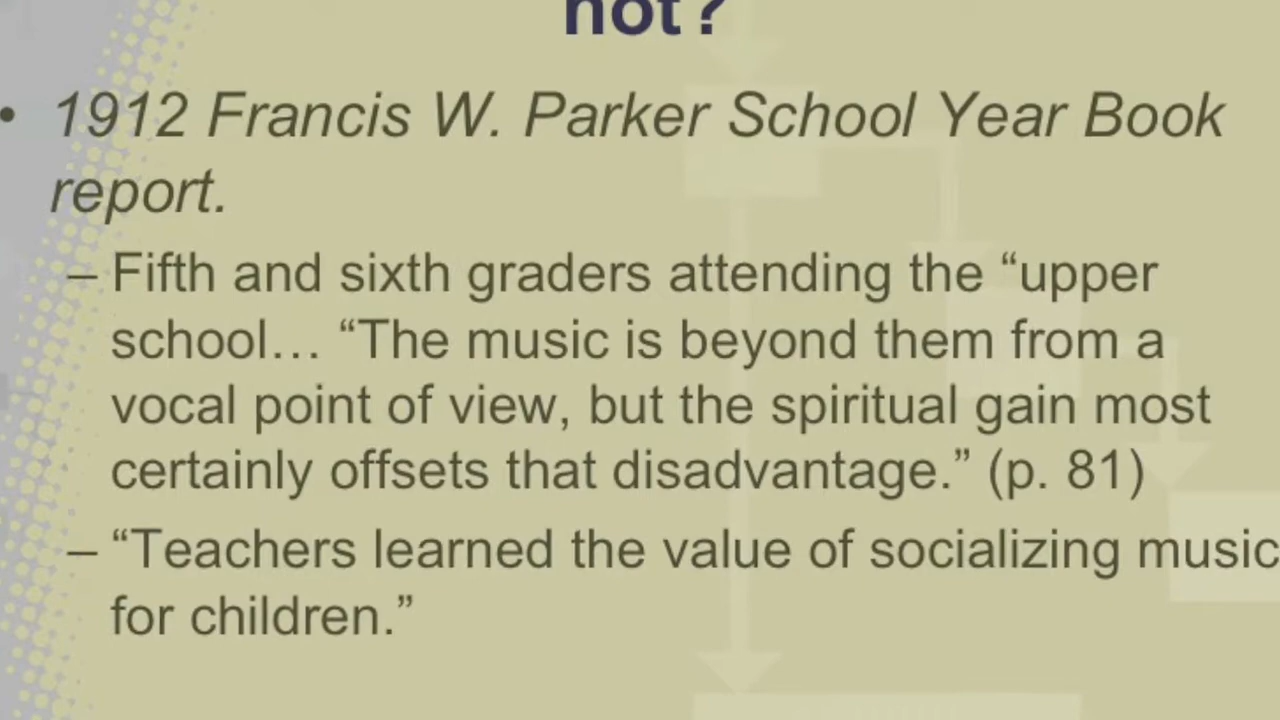 not?
• 1912 Francis W. Parker School Year Book
report.
– Fifth and sixth graders attending the “upper
school… “The music is beyond them from a
vocal point of view, but the spiritual gain most
certainly offsets that disadvantage.” (p. 81)
– “Teachers learned the value of socializing music
for children.”